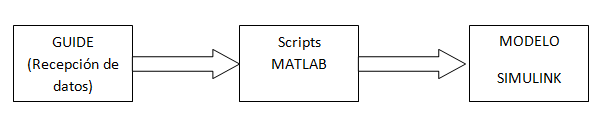 GUIDE
(Recepción de
datos)
Scripts
MATLAB
MODELO
SIMULINK